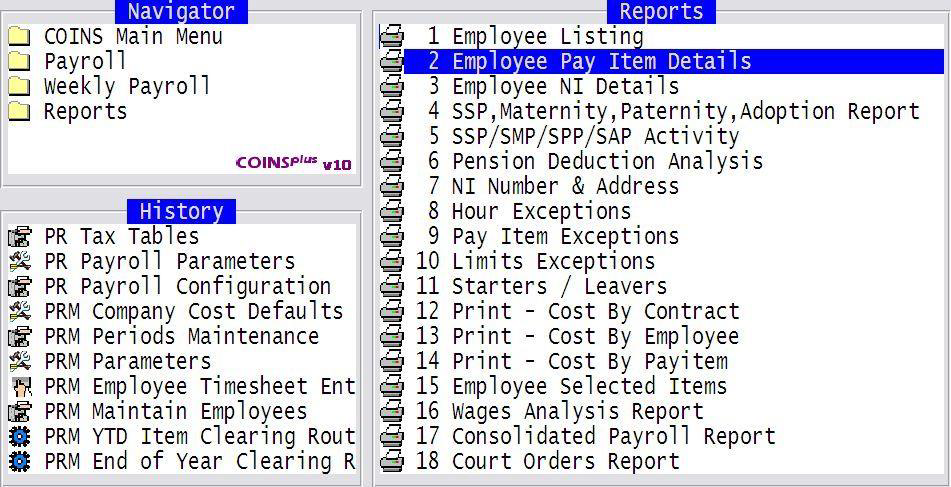 Navigator
COINS Main Menu
Payroll
Weekly Payroll
Reports
COINSplus v10
History
PR Tax Tables
PR Payroll Parameters
PR Payroll Configuration
PRM Company Cost Defaults
PRM Periods Maintenance
PRM Parameters
PRM Employee Timesheet Ent
PRM Maintain Employees
PRM YTD Item Clearing Rout
PRM End of Year Clearing R
Reports
1 Employee Listing
2 Employee Pay Item Details
3 Employee NI Details
4 SSP,Maternity,Paternity,Adoption Report
5 SSP/SMP/SPP/SAP Activity
6 Pension Deduction Analysis
7 NI Number & Address
8 Hour Exceptions
9 Pay Item Exceptions
10 Limits Exceptions
11 Starters / Leavers
12 Print - Cost By Contract
13 Print - Cost By Employee
14 Print - Cost By Payitem
15 Employee Selected Items
16 Wages Analysis Report
17 Consolidated Payroll Report
18 Court Orders Report